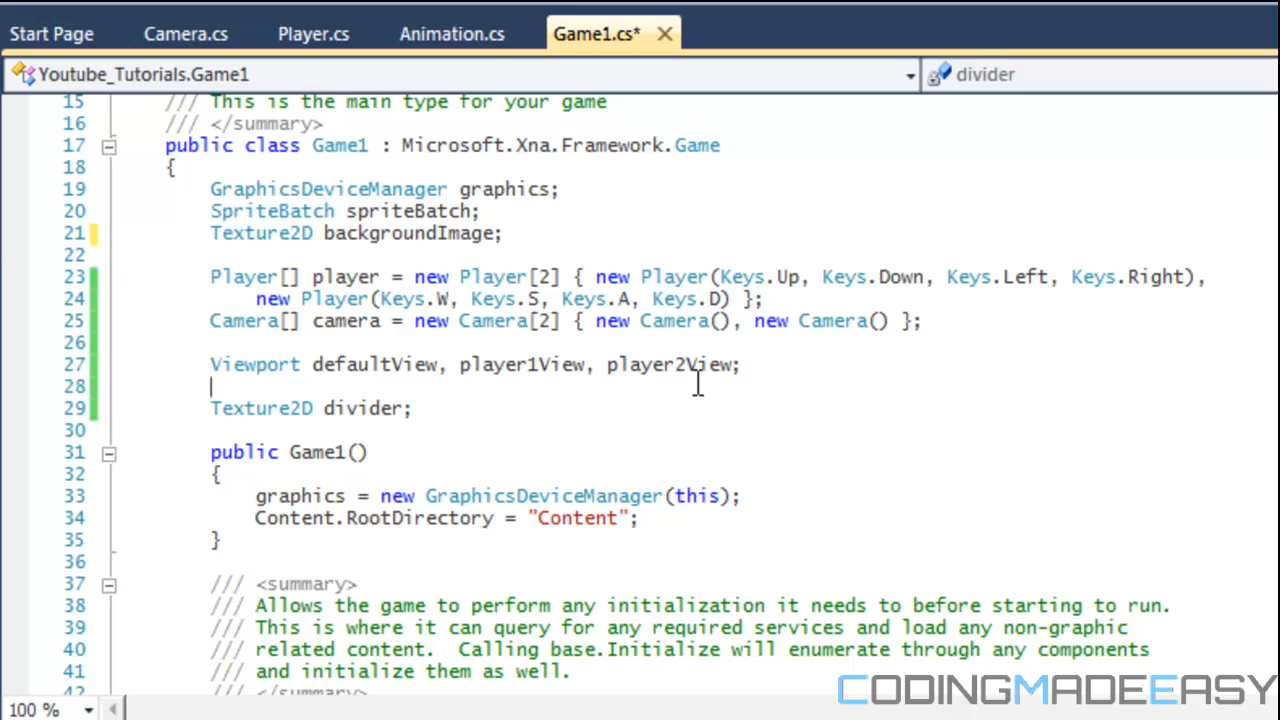 Start Page Camera.cs Player.cs Animation.cs Game1.cs*
Youtube_Tutorials.Game1 divider
15 /// This is the main type for your game
16 /// </summary>
17 public class Game1 : Microsoft.Xna.Framework.Game
18 {
19 GraphicsDeviceManager graphics;
20 SpriteBatch spriteBatch;
21 Texture2D backgroundImage;
22
23 Player[] player = new Player[2] { new Player(Keys.Up, Keys.Down, Keys.Left, Keys.Right),
24 new Player(Keys.W, Keys.S, Keys.A, Keys.D) };
25 Camera[] camera = new Camera[2] { new Camera(), new Camera() };
26
27 Viewport defaultView, player1View, player2View;
28
29 Texture2D divider;
30
31 public Game1()
32 {
33 graphics = new GraphicsDeviceManager(this);
34 Content.RootDirectory = "Content";
35 }
36
37 /// <summary>
38 /// Allows the game to perform any initialization it needs to before starting to run.
39 /// This is where it can query for any required services and load any non-graphic
40 /// related content.  Calling base.Initialize will enumerate through any components
41 /// and initialize them as well.
42 /// </summary>
CODINGMADEEASY
100 %